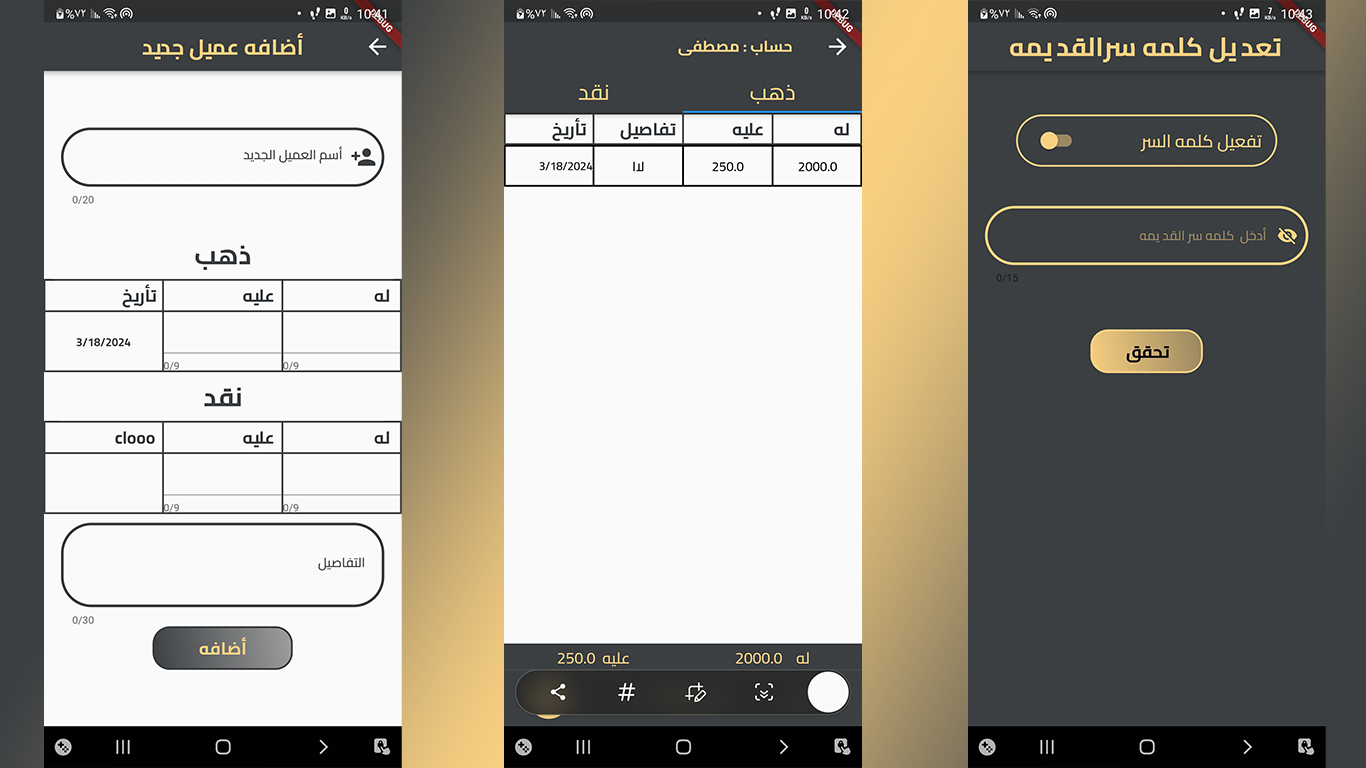 %٧٢ 10:41
DEBUG
أضافه عميل جديد
أسم العميل الجديد
0/20
ذهب
له عليه تأريخ
3/18/2024
0/9 0/9
نقد
له عليه clooo
0/9 0/9
التفاصيل
0/30
أضافه
%٧٢ 0 KB/s 10:42
حساب : مصطفى
ذهب نقد
له عليه تفاصيل تأريخ
2000.0 250.0 لاا 3/18/2024
له 2000.0 عليه 250.0
%٧٢ 7 KB/s 10:43
تعديل كلمه سرالقديمه
تفعيل كلمه السر
أدخل كلمه سر القديمه
0/15
تحقق